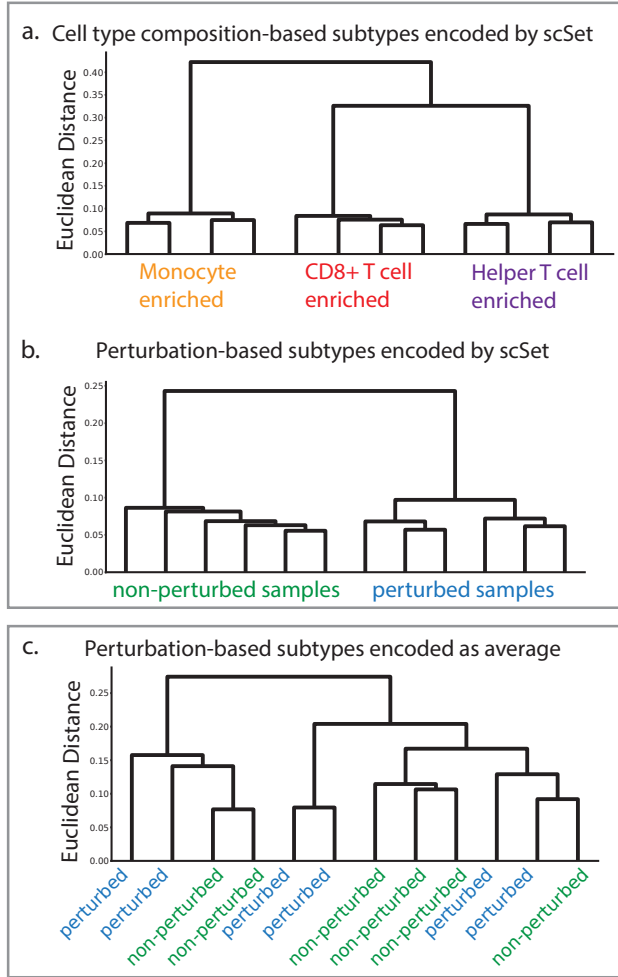 a. Cell type composition-based subtypes encoded by scSet
Euclidean Distance
0.40
0.35
0.30
0.25
0.20
0.15
0.10
0.05
0.00
Monocyte
enriched
CD8+ T cell
enriched
Helper T cell
enriched
b. Perturbation-based subtypes encoded by scSet
Euclidean Distance
0.25
0.20
0.15
0.10
0.05
0.00
non-perturbed samples
perturbed samples
c. Perturbation-based subtypes encoded as average
Euclidean Distance
0.25
0.20
0.15
0.10
0.05
0.00
perturbed
perturbed
non-perturbed
non-perturbed
perturbed
perturbed
non-perturbed
non-perturbed
non-perturbed
perturbed
perturbed
non-perturbed